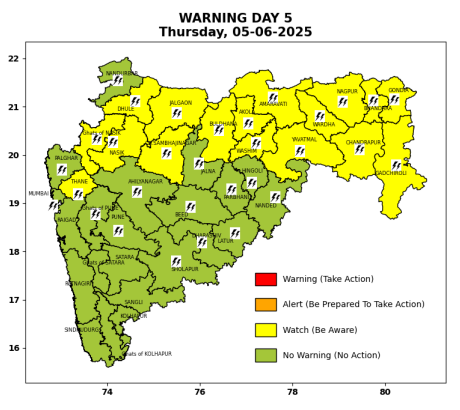 WARNING DAY 5
Thursday, 05-06-2025
22
21
20
19
18
17
16
74
76
78
80
NANDURBAR
DHULE
JALGAON
AMARAVATI
NAGPUR
GONDIA
BHANDARA
AKOLA
BULDHANA
WARDHA
Ghats of NASIK
NASIK
WASHIM
YAVATMAL
CHANDRAPUR
PALGHAR
JALNA
HINGOLI
GADCHIROLI
THANE
AHILYANAGAR
PARBHANI
NANDED
MUMBAI
Ghats of PUNE
RAIGAD
PUNE
BEED
LATUR
SATARA
Ghats of SATARA
SHOLAPUR
RATNAGIRI
SANGLI
KOLHAPUR
SINDHUDURG
Ghats of KOLHAPUR
Warning (Take Action)
Alert (Be Prepared To Take Action)
Watch (Be Aware)
No Warning (No Action)